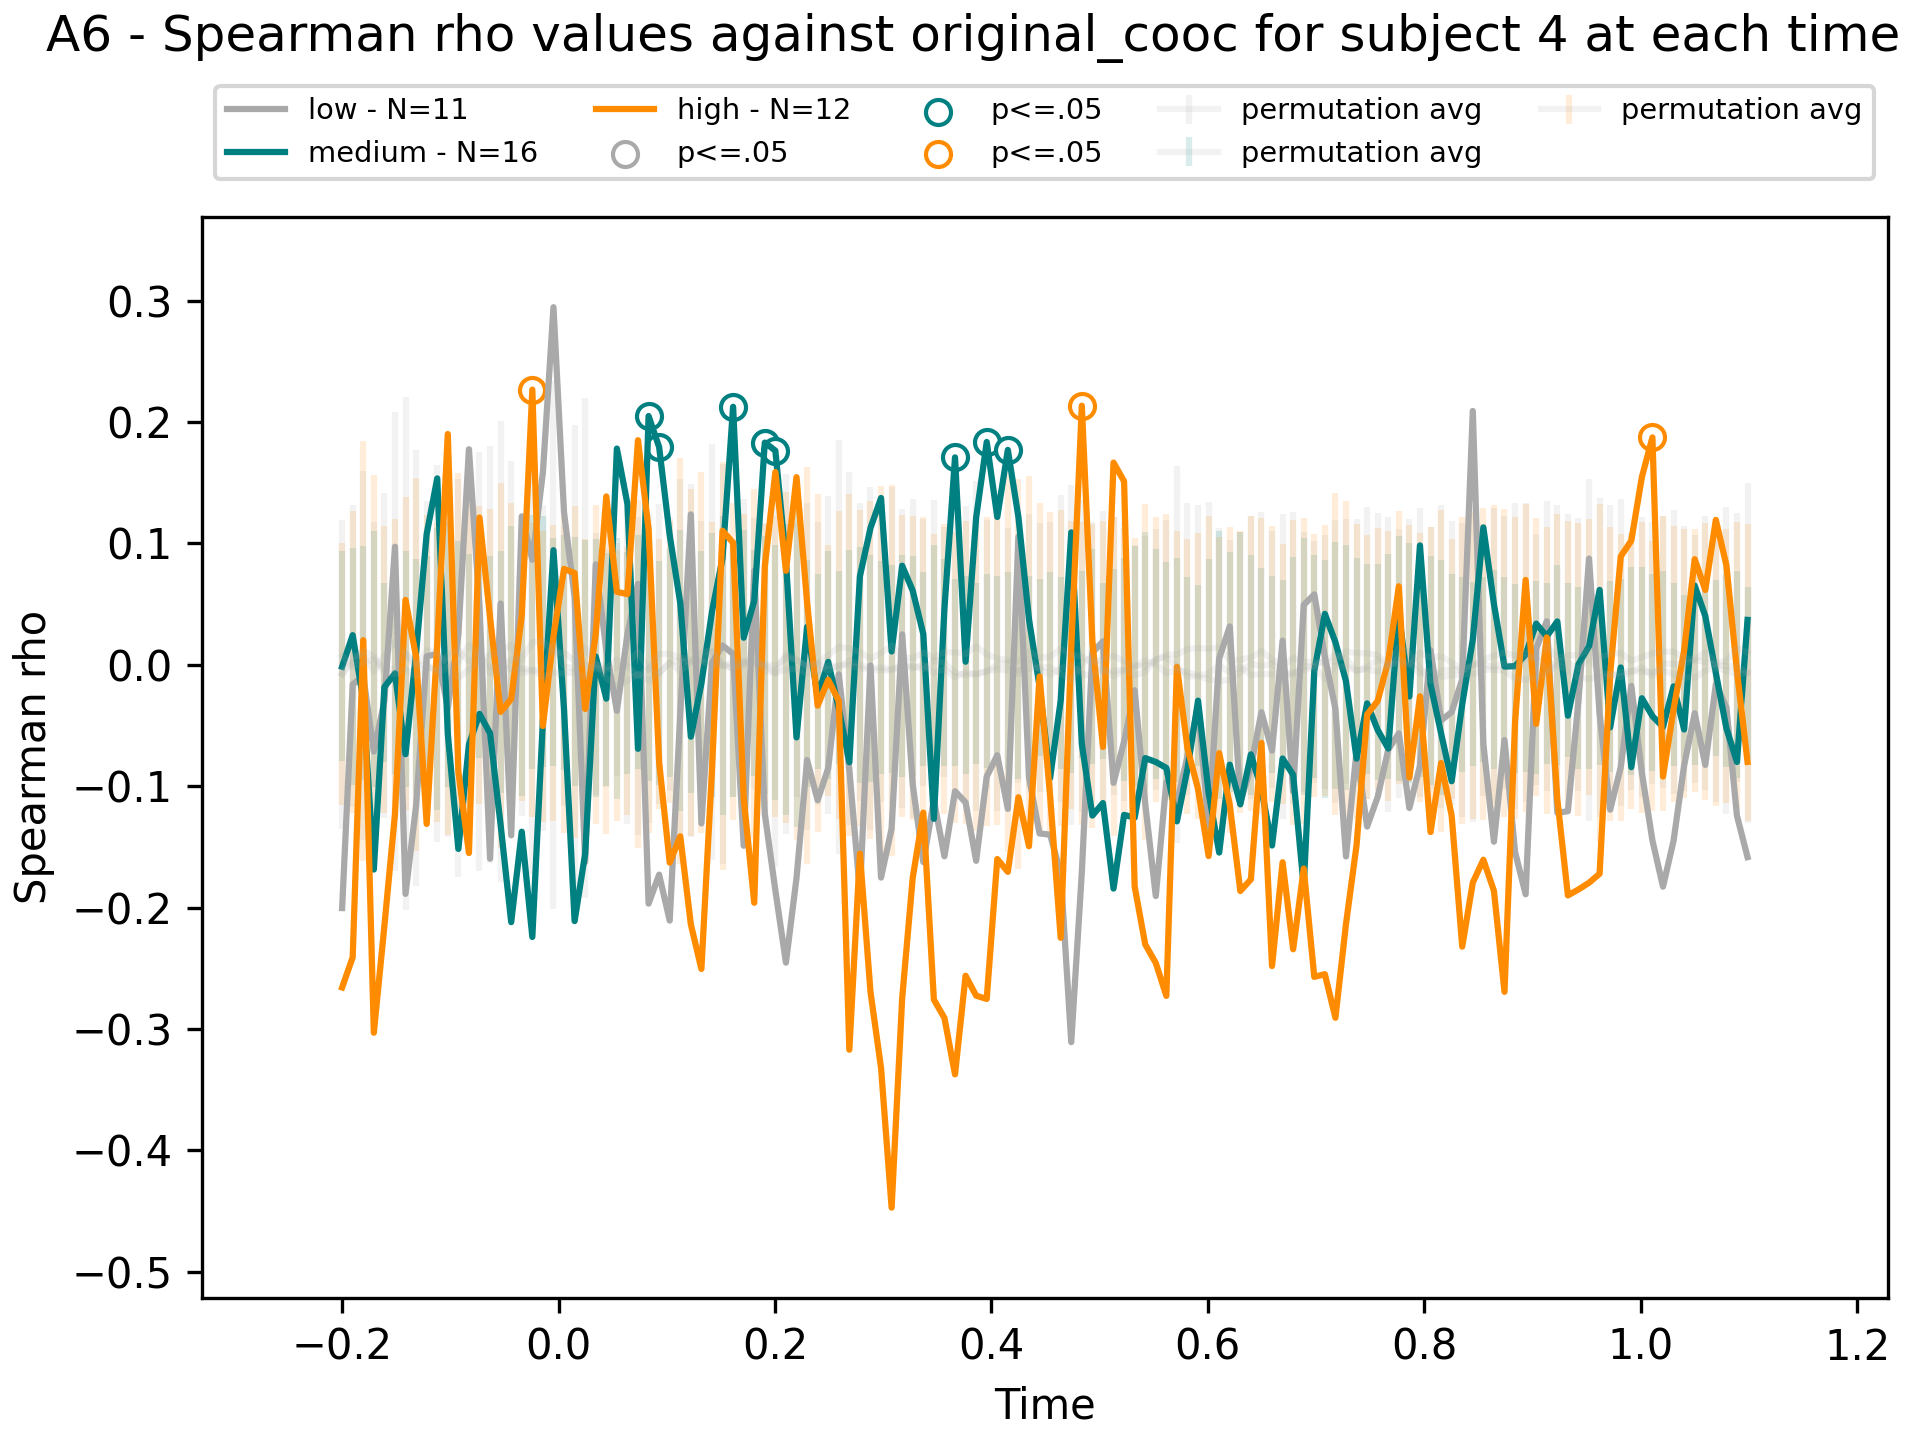 A6 - Spearman rho values against original_cooc for subject 4 at each time
low - N=11 high - N=12 p<=.05 permutation avg permutation avg
medium - N=16 p<=.05 p<=.05 permutation avg
0.3
0.2
0.1
0.0
−0.1
−0.2
−0.3
−0.4
−0.5
Spearman rho
−0.2 0.0 0.2 0.4 0.6 0.8 1.0 1.2
Time